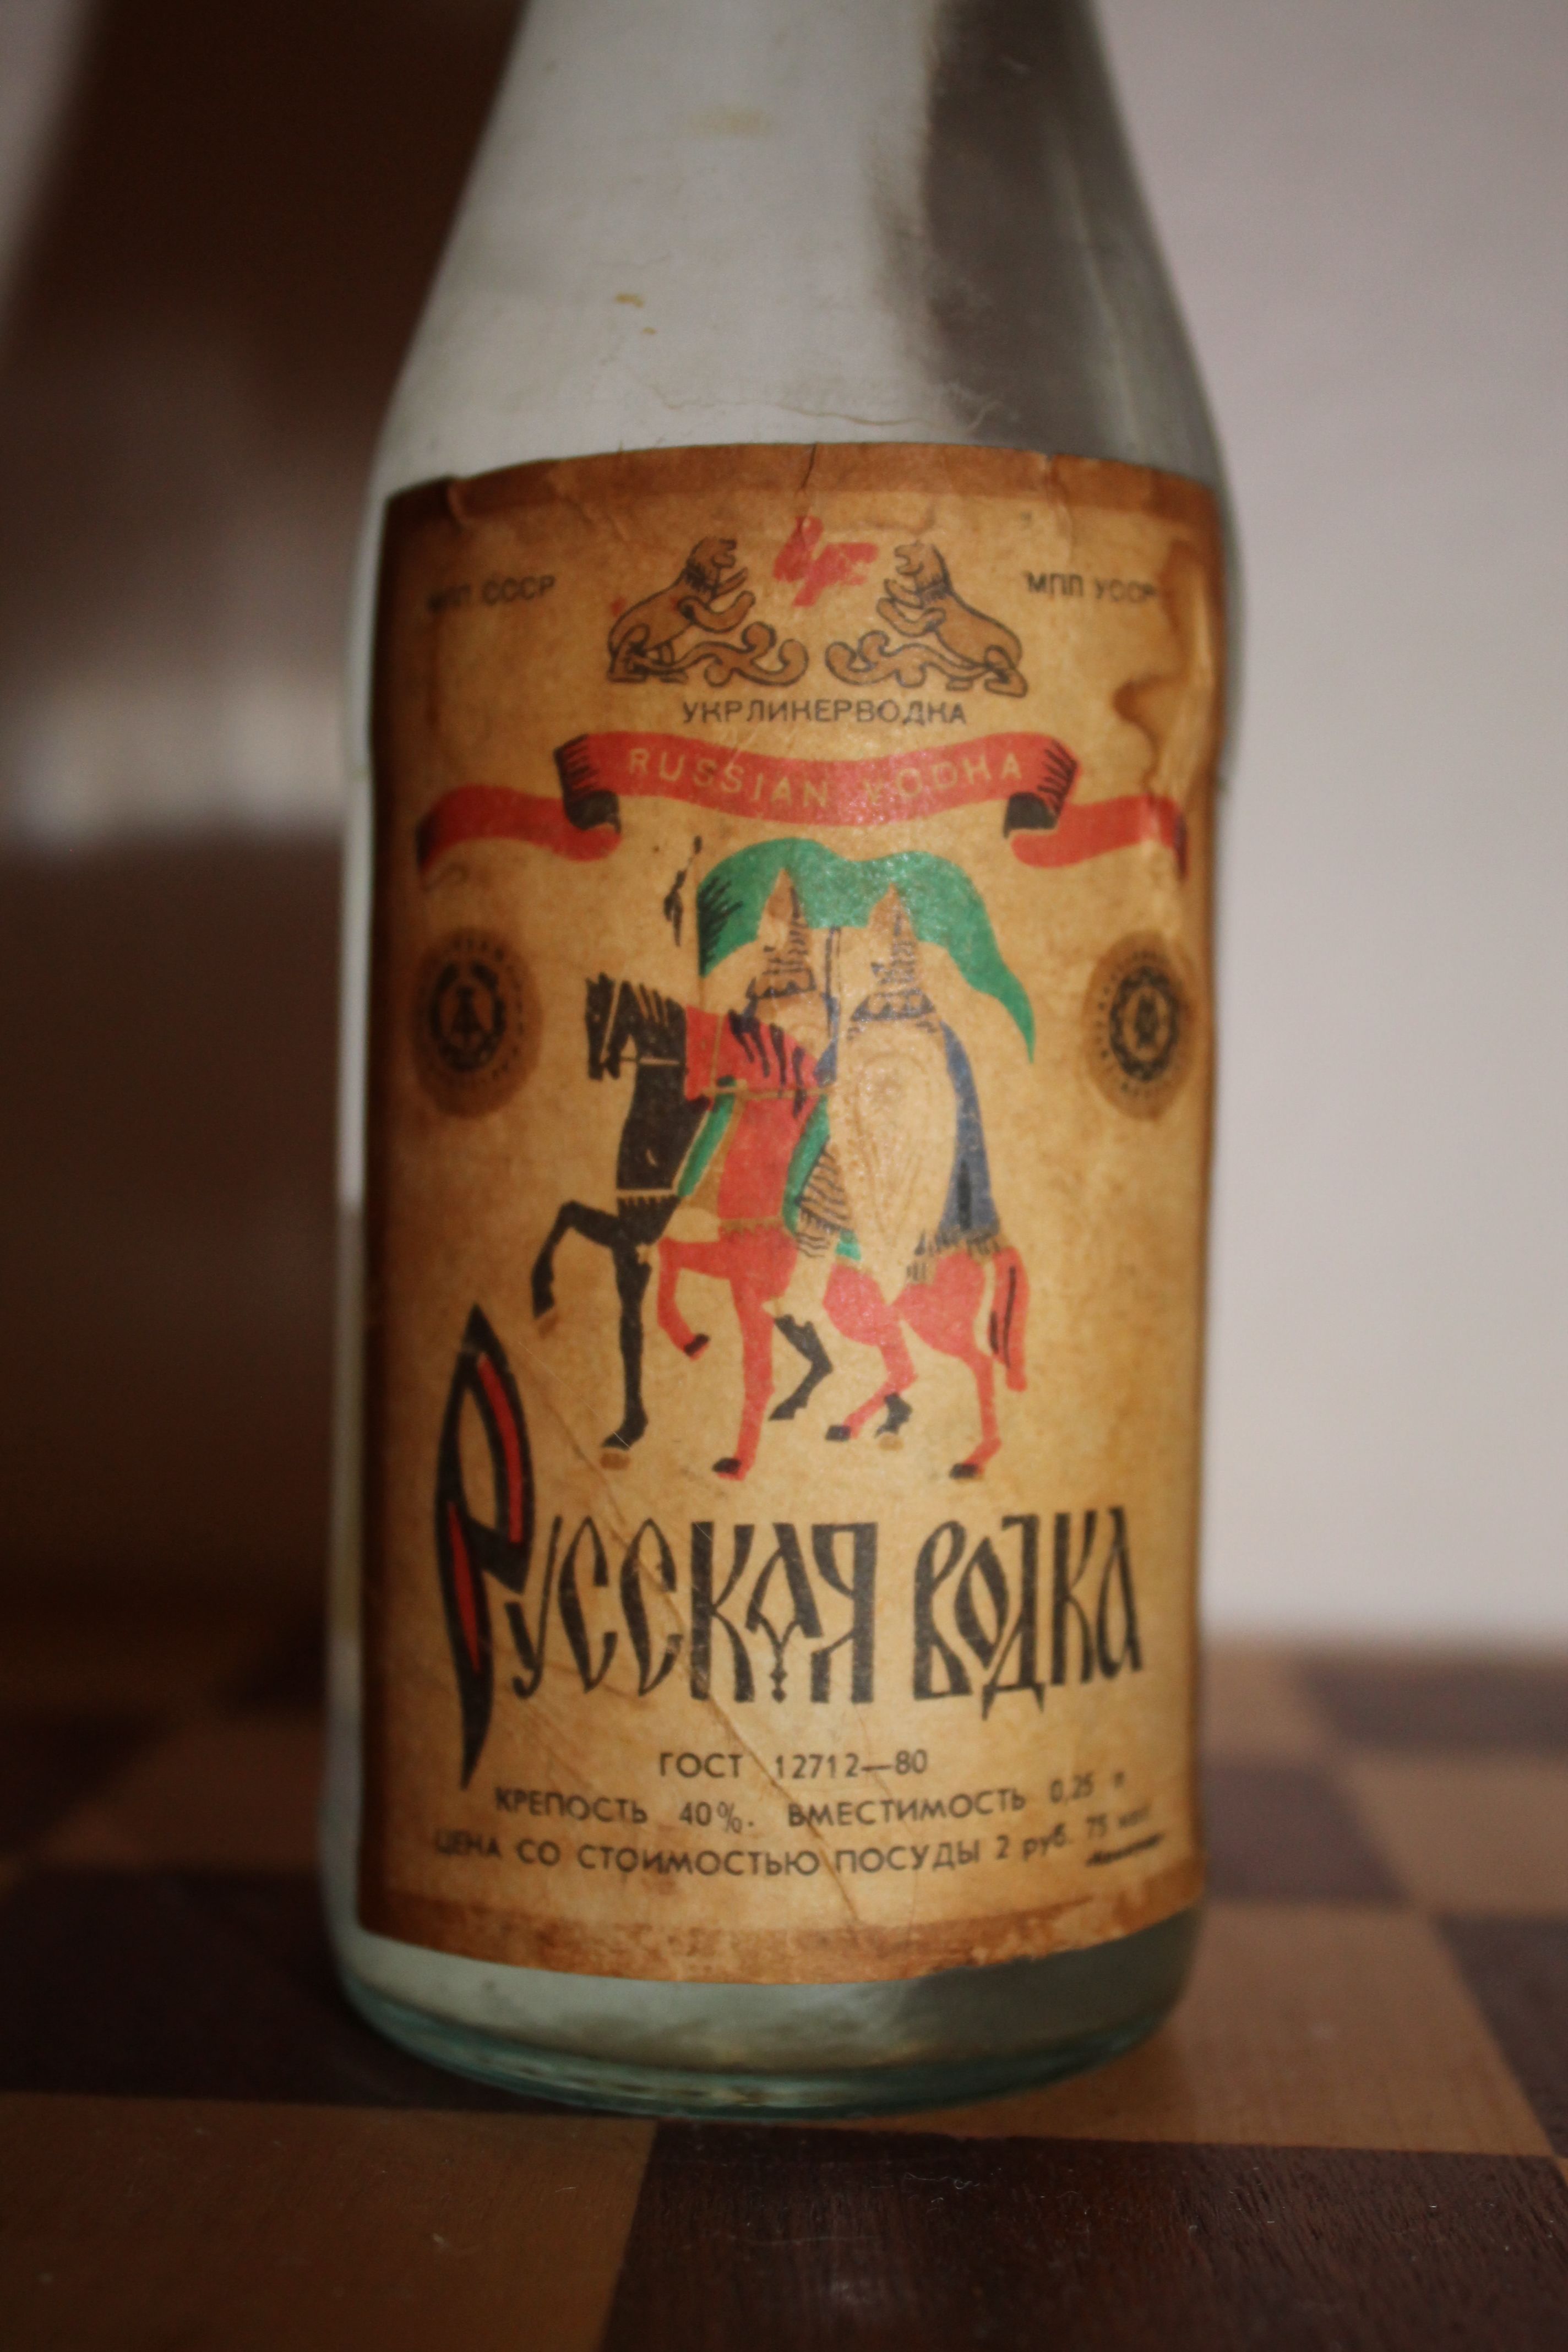 МПП СССР
МПП УССР
УКРЛИКЕРВОДКА
RUSSIAN VODKA
Русская водка
ГОСТ 12712—80
КРЕПОСТЬ 40%. ВМЕСТИМОСТЬ 0,25 л
ЦЕНА СО СТОИМОСТЬЮ ПОСУДЫ 2 руб. 75 коп.